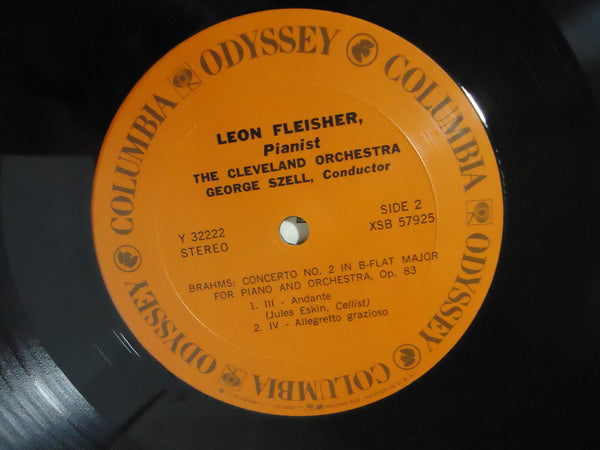 COLUMBIA ODYSSEY COLUMBIA ODYSSEY COLUMBIA ODYSSEY
LEON FLEISHER,
Pianist
THE CLEVELAND ORCHESTRA
GEORGE SZELL, Conductor
Y 32222
STEREO
SIDE 2
XSB 57925
BRAHMS: CONCERTO NO. 2 IN B-FLAT MAJOR
FOR PIANO AND ORCHESTRA, Op. 83
1. III - Andante
(Jules Eskin, Cellist)
2. IV - Allegretto grazioso